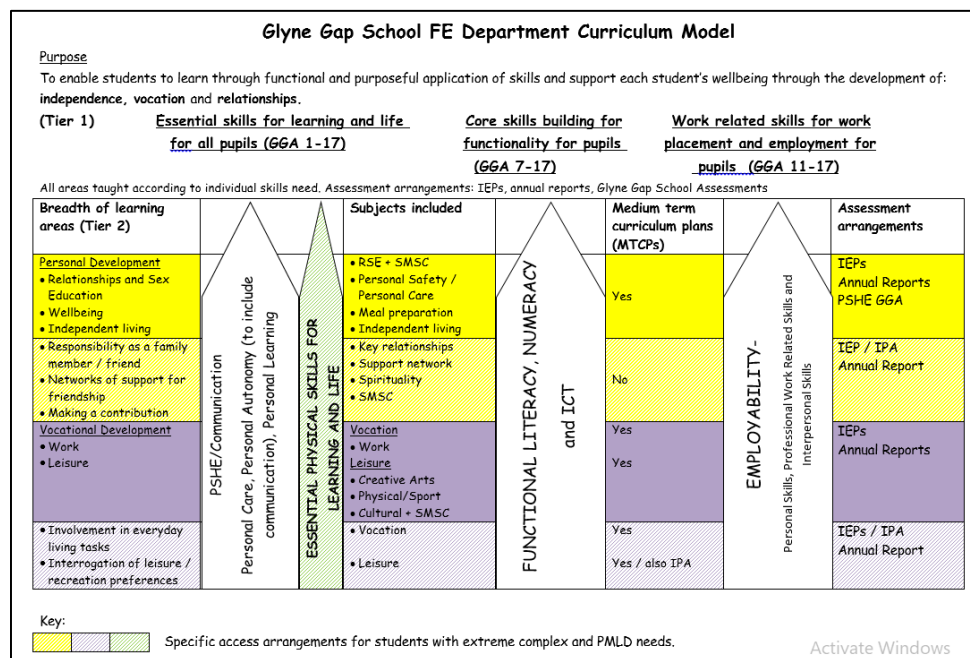 Glyne Gap School FE Department Curriculum Model
Purpose
To enable students to learn through functional and purposeful application of skills and support each student's wellbeing through the development of:
independence, vocation and relationships.
(Tier 1)
Essential skills for learning and life
for all pupils (GGA 1-17)
Core skills building for
functionality for pupils
(GGA 7-17)
Work related skills for work
placement and employment for
pupils (GGA 11-17)
All areas taught according to individual skills need. Assessment arrangements: IEPs, annual reports, Glyne Gap School Assessments
Breadth of learning
areas (Tier 2)
Subjects included
Medium term
curriculum plans
(MTCPs)
Assessment
arrangements
Personal Development
• Relationships and Sex
Education
• Wellbeing
• Independent living
• RSE + SMSC
• Personal Safety /
Personal Care
• Meal preparation
• Independent living
Yes
IEPs
Annual Reports
PSHE GGA
• Responsibility as a family
member / friend
• Networks of support for
friendship
• Making a contribution
• Key relationships
• Support network
• Spirituality
• SMSC
No
IEP / IPA
Annual Report
Vocational Development
• Work
• Leisure
Vocation
• Work
Leisure
• Creative Arts
• Physical/Sport
• Cultural + SMSC
Yes
Yes
IEPs
Annual Reports
• Involvement in everyday
living tasks
• Interrogation of leisure /
recreation preferences
• Vocation
• Leisure
Yes
Yes / also IPA
IEPs / IPA
Annual Report
PSHE/Communication
Personal Care, Personal Autonomy (to include
communication), Personal Learning
ESSENTIAL PHYSICAL SKILLS FOR
LEARNING AND LIFE
FUNCTIONAL LITERACY, NUMERACY
and ICT
EMPLOYABILITY-
Personal Skills, Professional Work Related Skills and
Interpersonal Skills
Key:
Specific access arrangements for students with extreme complex and PMLD needs.
Activate Windows